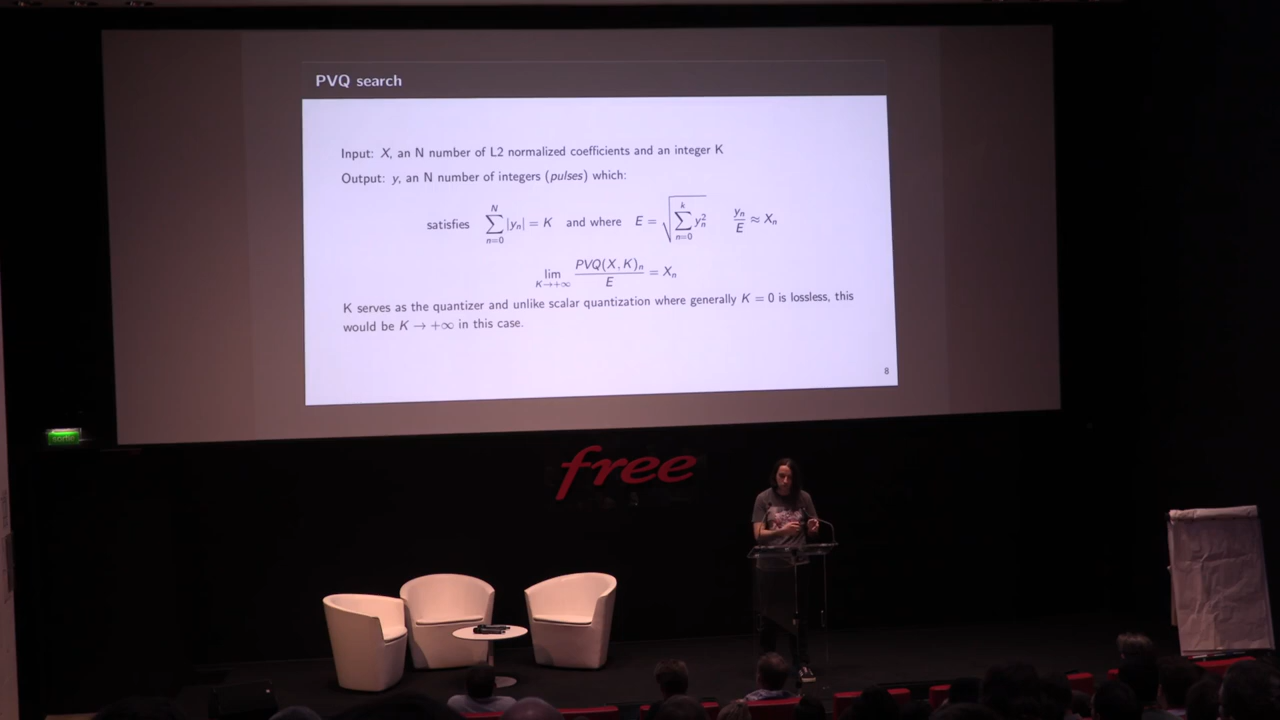 PVQ search
Input: X, an N number of L2 normalized coefficients and an integer K
Output: y, an N number of integers (pulses) which:
satisfies ∑_{n=0}^{N} |y_n| = K and where E = √(∑_{n=0}^{k} y_n^2) y_n/E ≈ X_n
lim_{K→+∞} PVQ(X, K)_n / E = X_n
K serves as the quantizer and unlike scalar quantization where generally K = 0 is lossless, this
would be K → +∞ in this case.
8
sortie
free